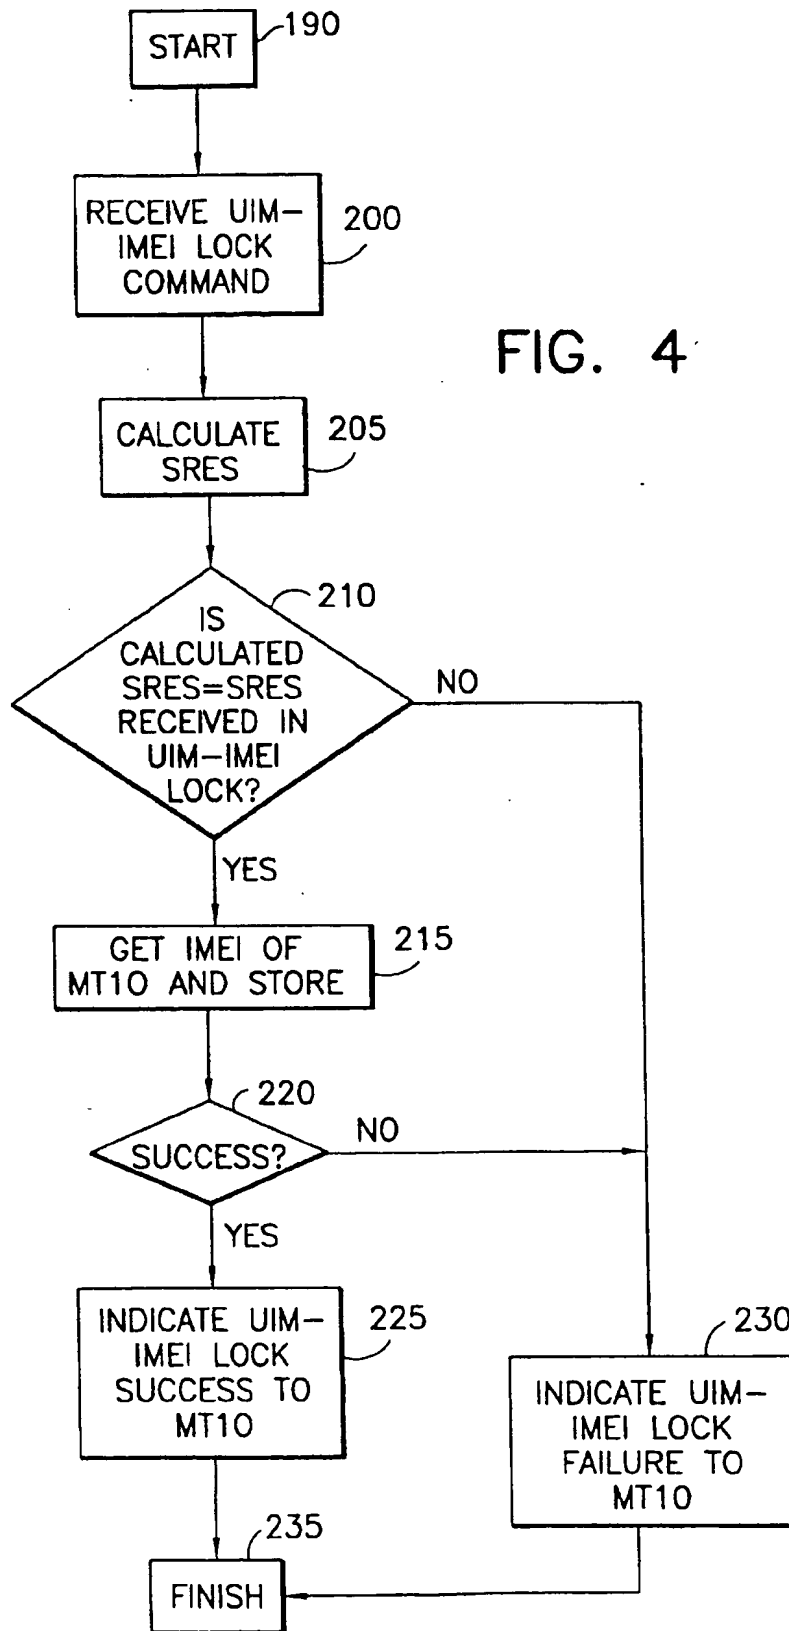 START
190
RECEIVE UIM-
IMEI LOCK
COMMAND
200
FIG. 4
CALCULATE
SRES
205
210
IS
CALCULATED
SRES=SRES
RECEIVED IN
UIM-IMEI
LOCK?
NO
YES
GET IMEI OF
MT10 AND STORE
215
220
SUCCESS?
NO
YES
INDICATE UIM-
IMEI LOCK
SUCCESS TO
MT10
225
230
INDICATE UIM-
IMEI LOCK
FAILURE TO
MT10
235
FINISH